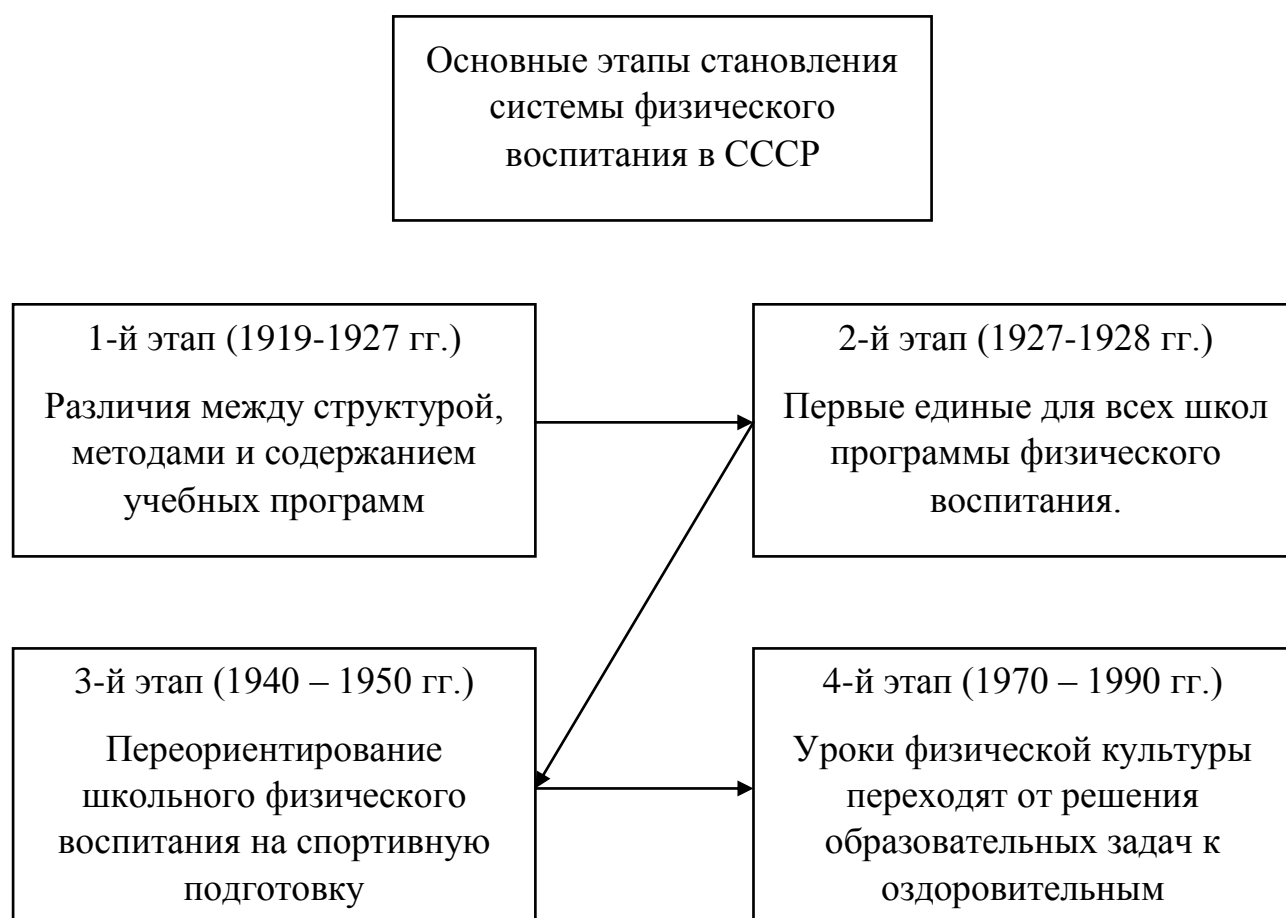 Основные этапы становления
системы физического
воспитания в СССР
1-й этап (1919-1927 гг.)
Различия между структурой,
методами и содержанием
учебных программ
2-й этап (1927-1928 гг.)
Первые единые для всех школ
программы физического
воспитания.
3-й этап (1940 – 1950 гг.)
Переориентирование
школьного физического
воспитания на спортивную
подготовку
4-й этап (1970 – 1990 гг.)
Уроки физической культуры
переходят от решения
образовательных задач к
оздоровительным